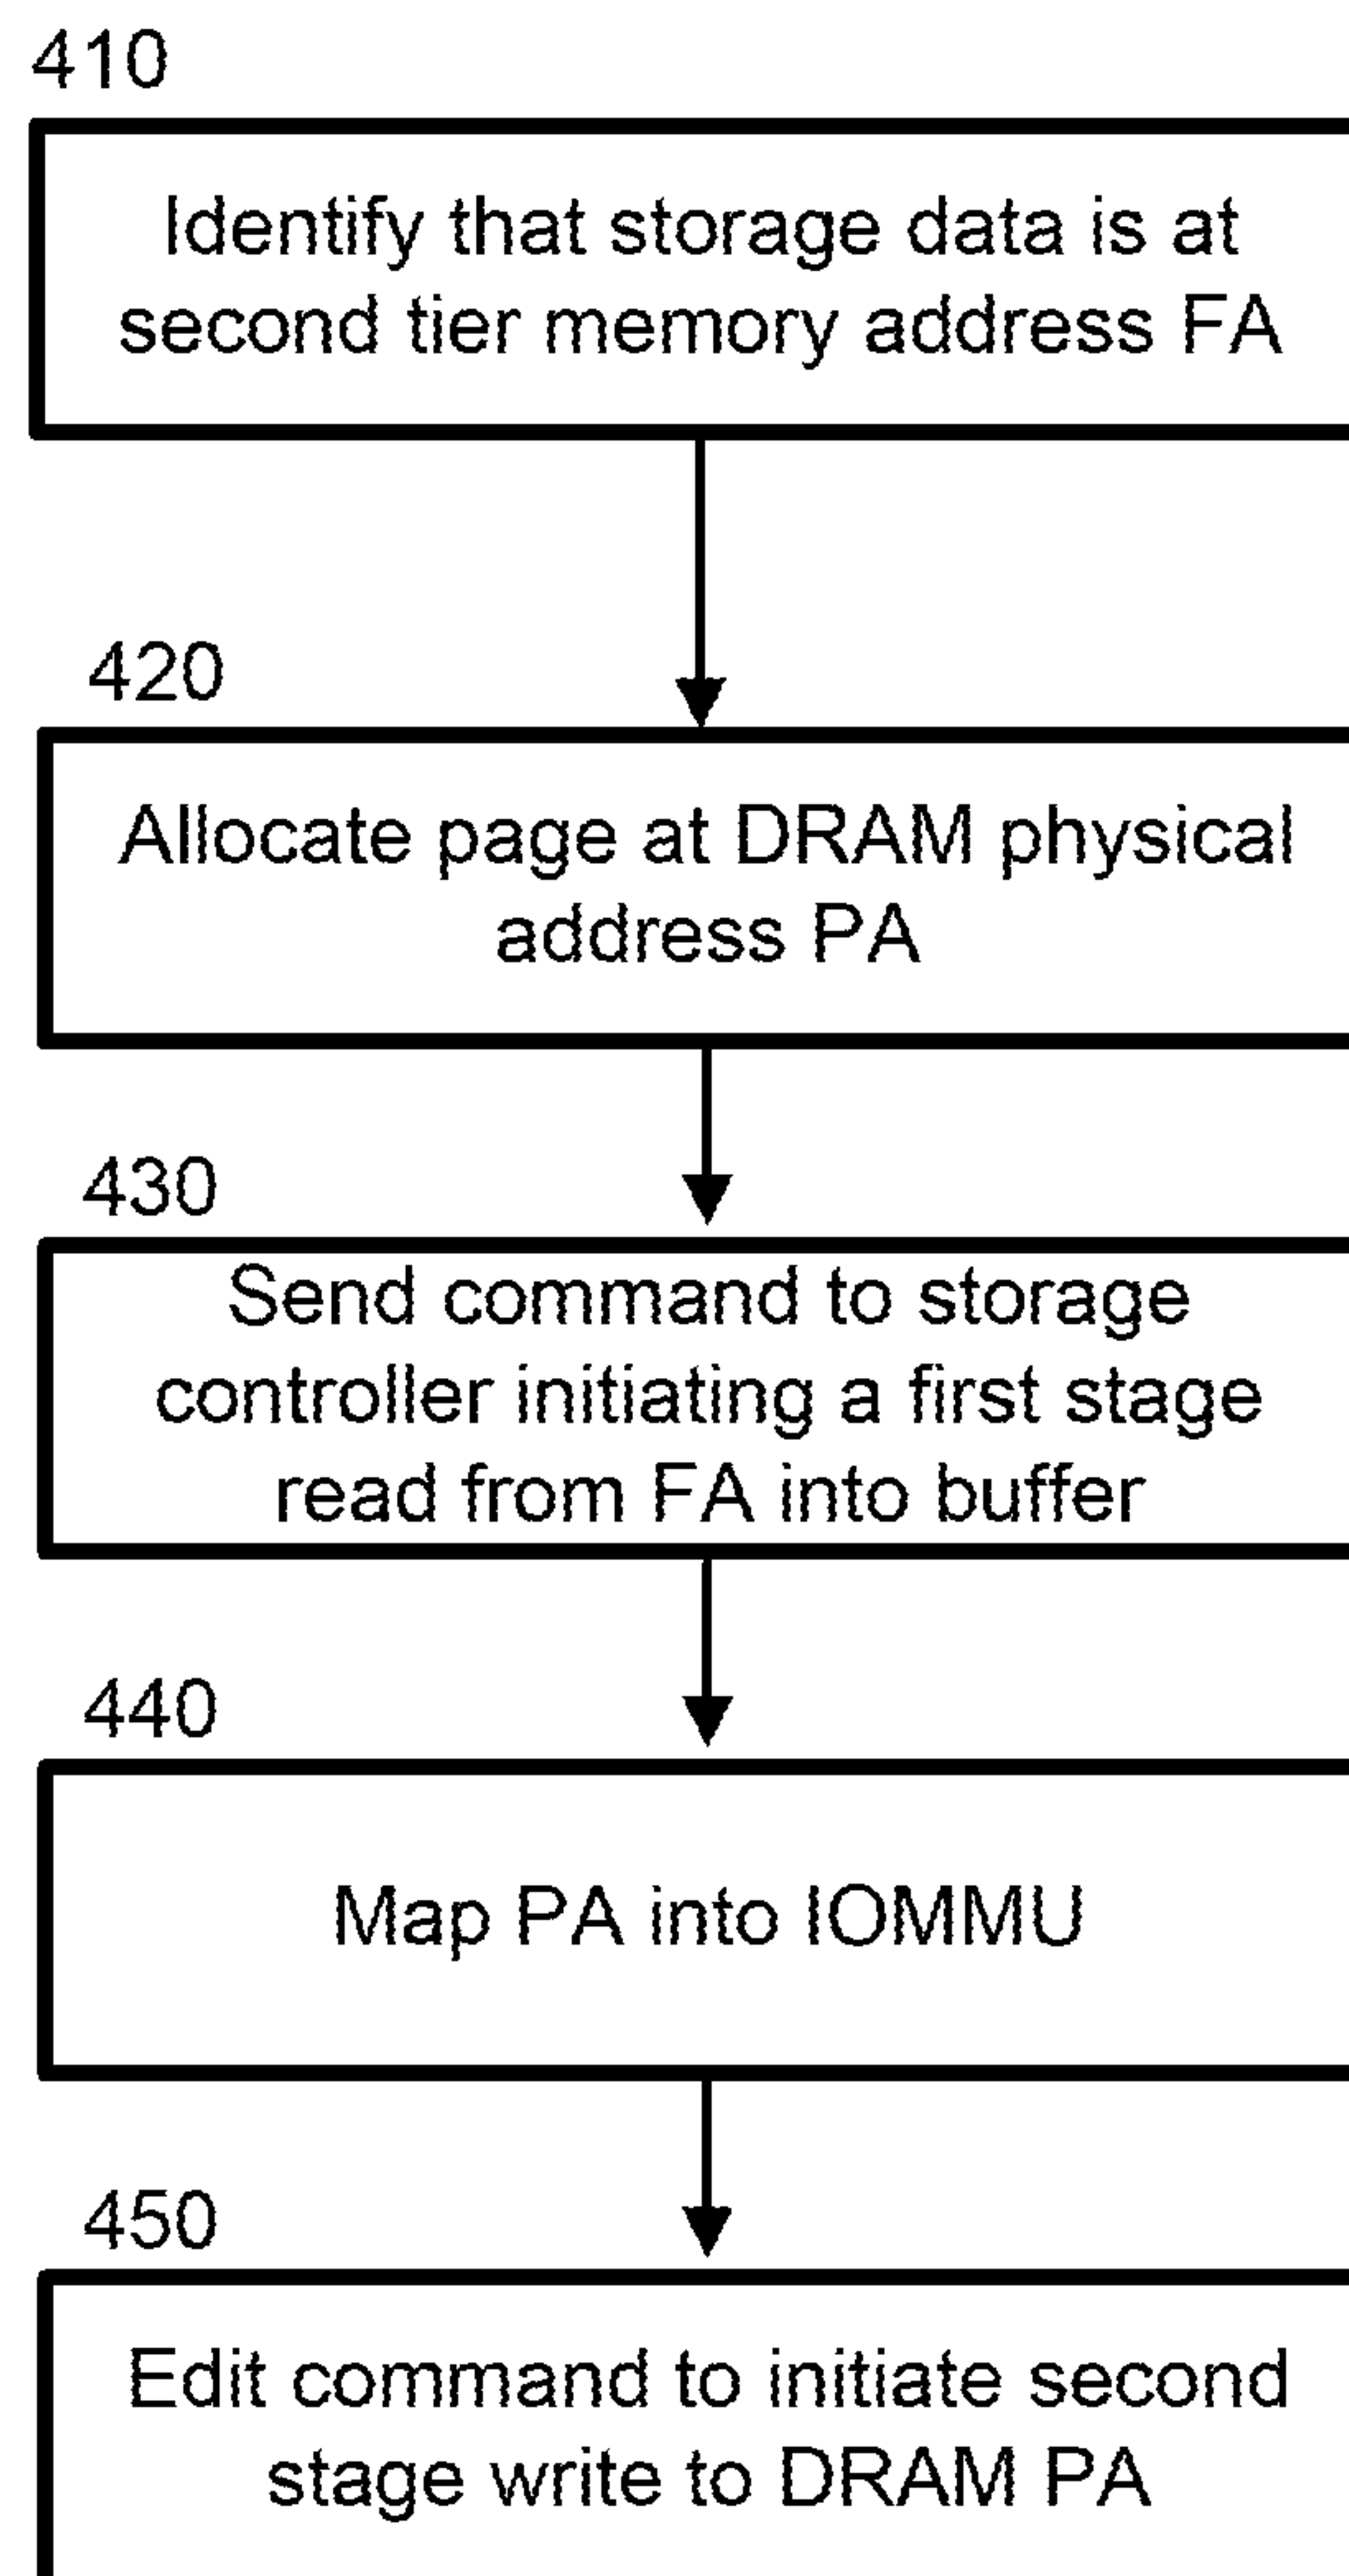 410
Identify that storage data is at
second tier memory address FA
420
Allocate page at DRAM physical
address PA
430
Send command to storage
controller initiating a first stage
read from FA into buffer
440
Map PA into IOMMU
450
Edit command to initiate second
stage write to DRAM PA